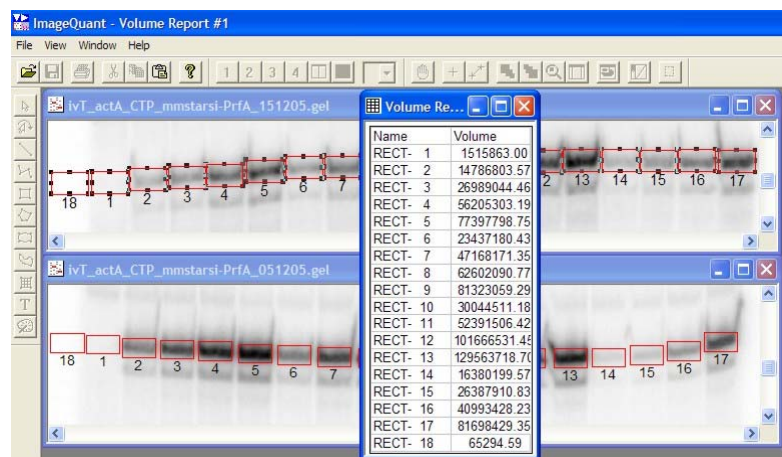 ImageQuant - Volume Report #1
File View Window Help
1 2 3 4
ivT_actA_CTP_mmstarsi-PrfA_151205.gel
Volume Re...
Name Volume
RECT- 1 1515863.00
RECT- 2 14786803.57
RECT- 3 26989044.46
RECT- 4 56205303.19
RECT- 5 77397798.75
RECT- 6 23437180.43
RECT- 7 47168171.35
RECT- 8 62602090.77
RECT- 9 81323059.29
RECT- 10 30044511.18
RECT- 11 52391506.42
RECT- 12 101666531.45
RECT- 13 129563718.70
RECT- 14 16380199.57
RECT- 15 26387910.83
RECT- 16 40993428.23
RECT- 17 81698429.35
RECT- 18 65294.59
18 1 2 3 4 5 6 7 2 13 14 15 16 17
ivT_actA_CTP_mmstarsi-PrfA_051205.gel
18 1 2 3 4 5 6 7 13 14 15 16 17